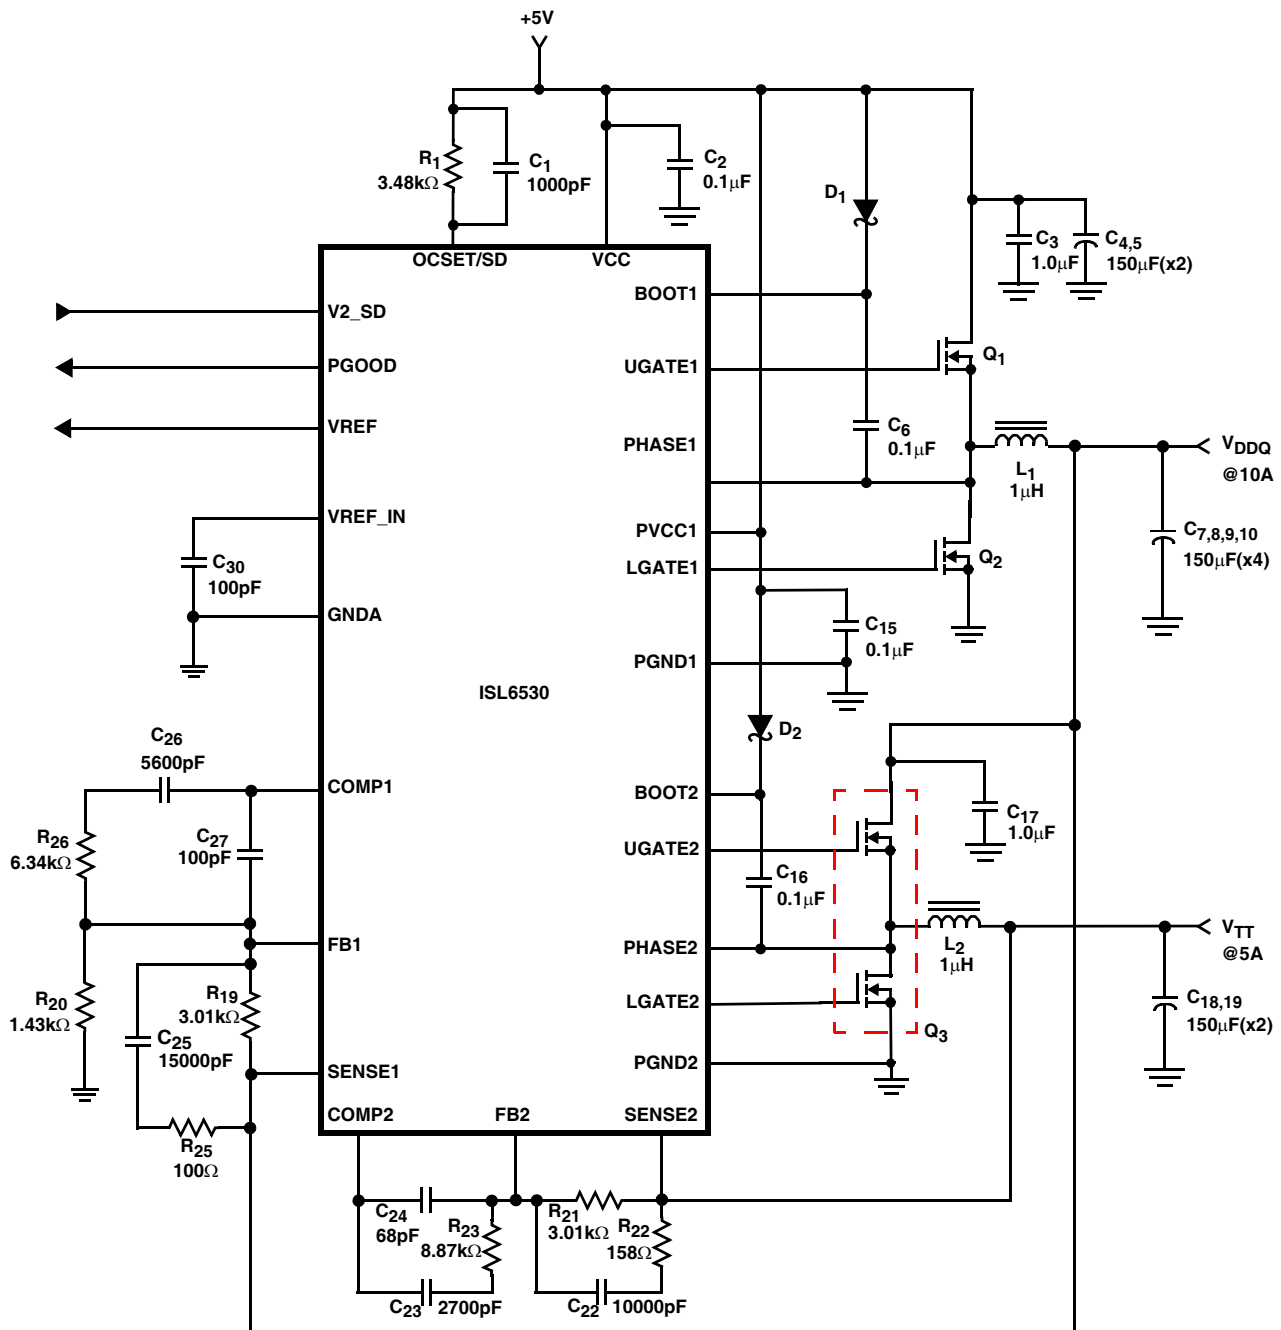 +5V
R1
3.48kΩ
C1
1000pF
C2
0.1μF
D1
C3
1.0μF
C4,5
150μF(x2)
OCSET/SD
VCC
BOOT1
V2_SD
PGOOD
UGATE1
Q1
VREF
PHASE1
C6
0.1μF
L1
1μH
VDDQ
@10A
VREF_IN
PVCC1
LGATE1
Q2
C7,8,9,10
150μF(x4)
C30
100pF
GNDA
C15
0.1μF
PGND1
ISL6530
D2
C26
5600pF
COMP1
BOOT2
C17
1.0μF
R26
6.34kΩ
C27
100pF
UGATE2
C16
0.1μF
FB1
PHASE2
L2
1μH
VTT
@5A
R20
1.43kΩ
R19
3.01kΩ
C25
15000pF
LGATE2
Q3
C18,19
150μF(x2)
SENSE1
PGND2
COMP2
FB2
SENSE2
R25
100Ω
C24
68pF
R23
8.87kΩ
R21
3.01kΩ
R22
158Ω
C23
2700pF
C22
10000pF